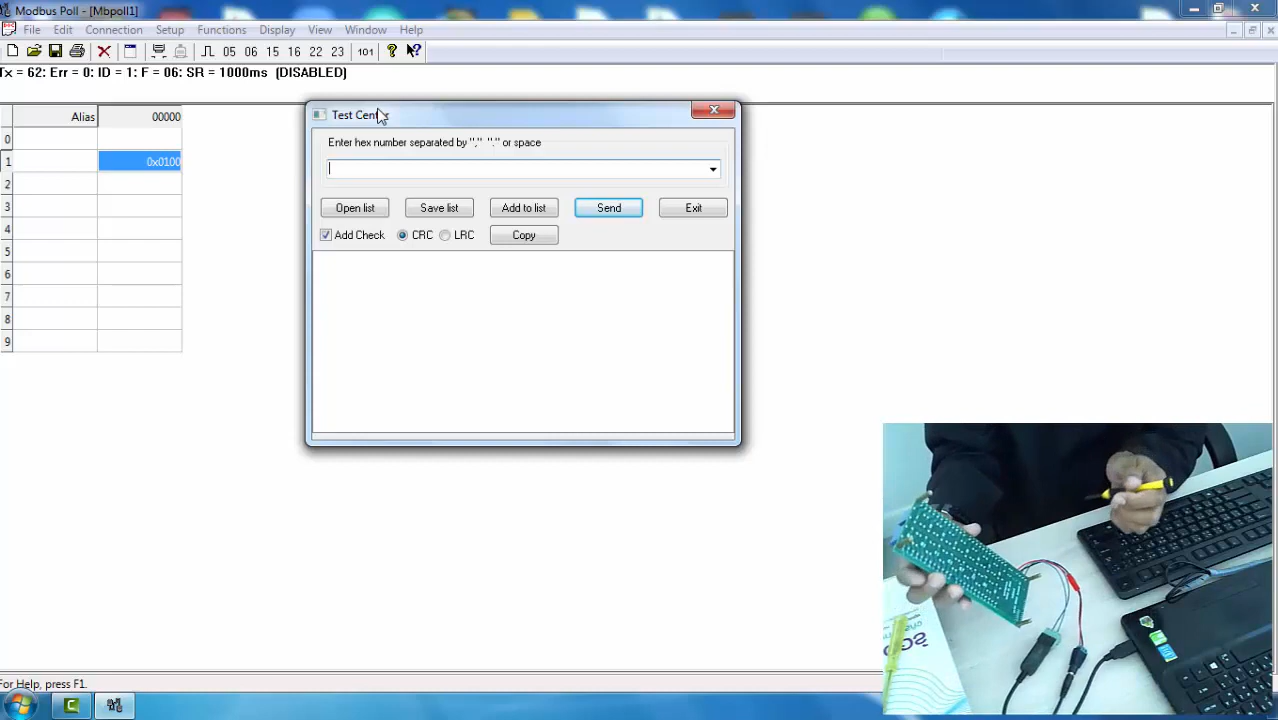 Modbus Poll - [Mbpoll1]
File Edit Connection Setup Functions Display View Window Help
05 06 15 16 22 23 101
Tx = 62: Err = 0: ID = 1: F = 06: SR = 1000ms (DISABLED)
Alias 00000
0
1 0x0100
2
3
4
5
6
7
8
9
Test Center
Enter hex number separated by "," "." or space
Open list Save list Add to list Send Exit
Add Check CRC LRC Copy
For Help, press F1.